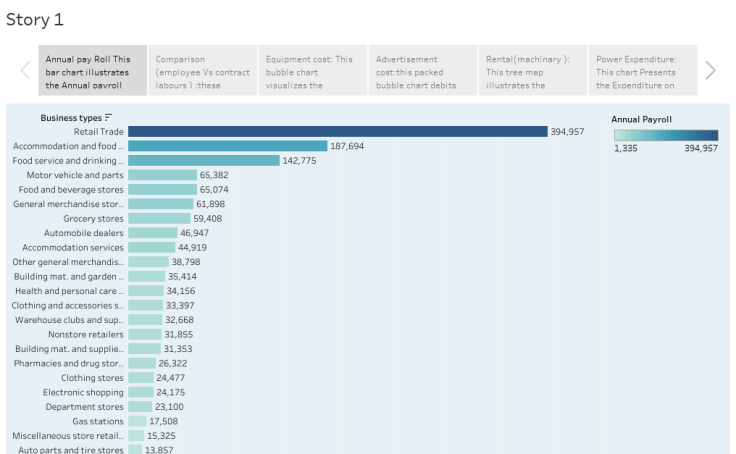 Story 1
Annual pay Roll This
bar chart illustrates
the Annual payroll
Comparison
(employee Vs contract
labours ) :these
Equipment cost: This
bubble chart
visualizes the
Advertisement
cost:this packed
bubble chart debits
Rental(machinary ):
This tree map
illustrates the
Power Expenditure:
This chart Presents
the Expenditure on
Business types
Retail Trade 394,957
Accommodation and food .. 187,694
Food service and drinking .. 142,775
Motor vehicle and parts 65,382
Food and beverage stores 65,074
General merchandise stor.. 61,898
Grocery stores 59,408
Automobile dealers 46,947
Accommodation services 44,919
Other general merchandis.. 38,798
Building mat. and garden .. 35,414
Health and personal care .. 34,156
Clothing and accessories s.. 33,397
Warehouse clubs and sup.. 32,668
Nonstore retailers 31,855
Building mat. and supplie.. 31,353
Pharmacies and drug stor.. 26,322
Clothing stores 24,477
Electronic shopping 24,175
Department stores 23,100
Gas stations 17,508
Miscellaneous store retail.. 15,325
Auto parts and tire stores 13,857
Annual Payroll
1,335 394,957